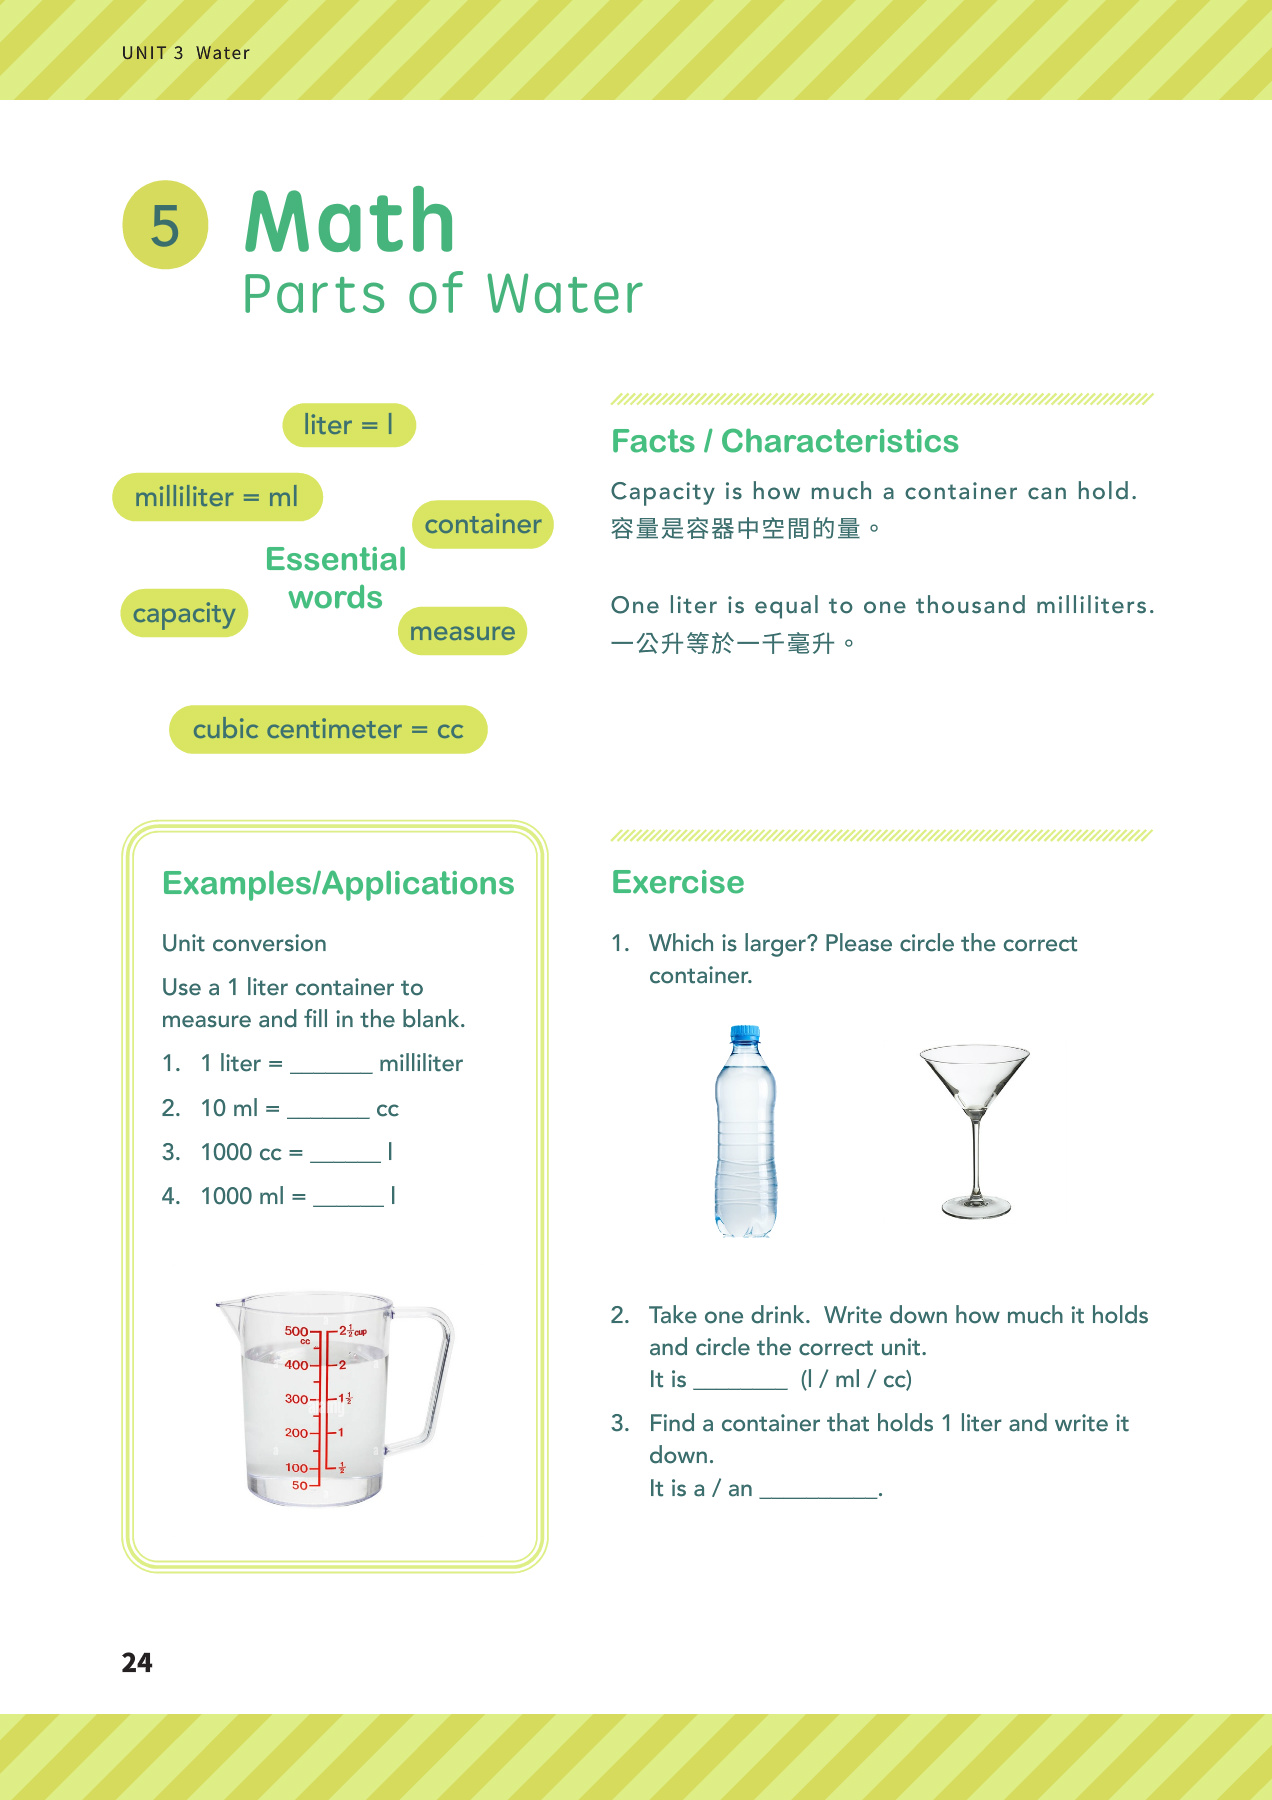 UNIT 3 Water
5
Math
Parts of Water
liter = l
milliliter = ml
container
Essential
words
capacity
measure
cubic centimeter = cc
Facts / Characteristics
Capacity is how much a container can hold.
容量是容器中空間的量。
One liter is equal to one thousand milliliters.
一公升等於一千毫升。
Examples/Applications
Unit conversion
Use a 1 liter container to
measure and fill in the blank.
1. 1 liter = _______ milliliter
2. 10 ml = _______ cc
3. 1000 cc = ______ l
4. 1000 ml = ______ l
500 2 1/2 cup
cc
400 2
300 1 1/2
200 1
100 1/2
50
Exercise
1. Which is larger? Please circle the correct
container.
2. Take one drink. Write down how much it holds
and circle the correct unit.
It is ________ (l / ml / cc)
3. Find a container that holds 1 liter and write it
down.
It is a / an __________.
24